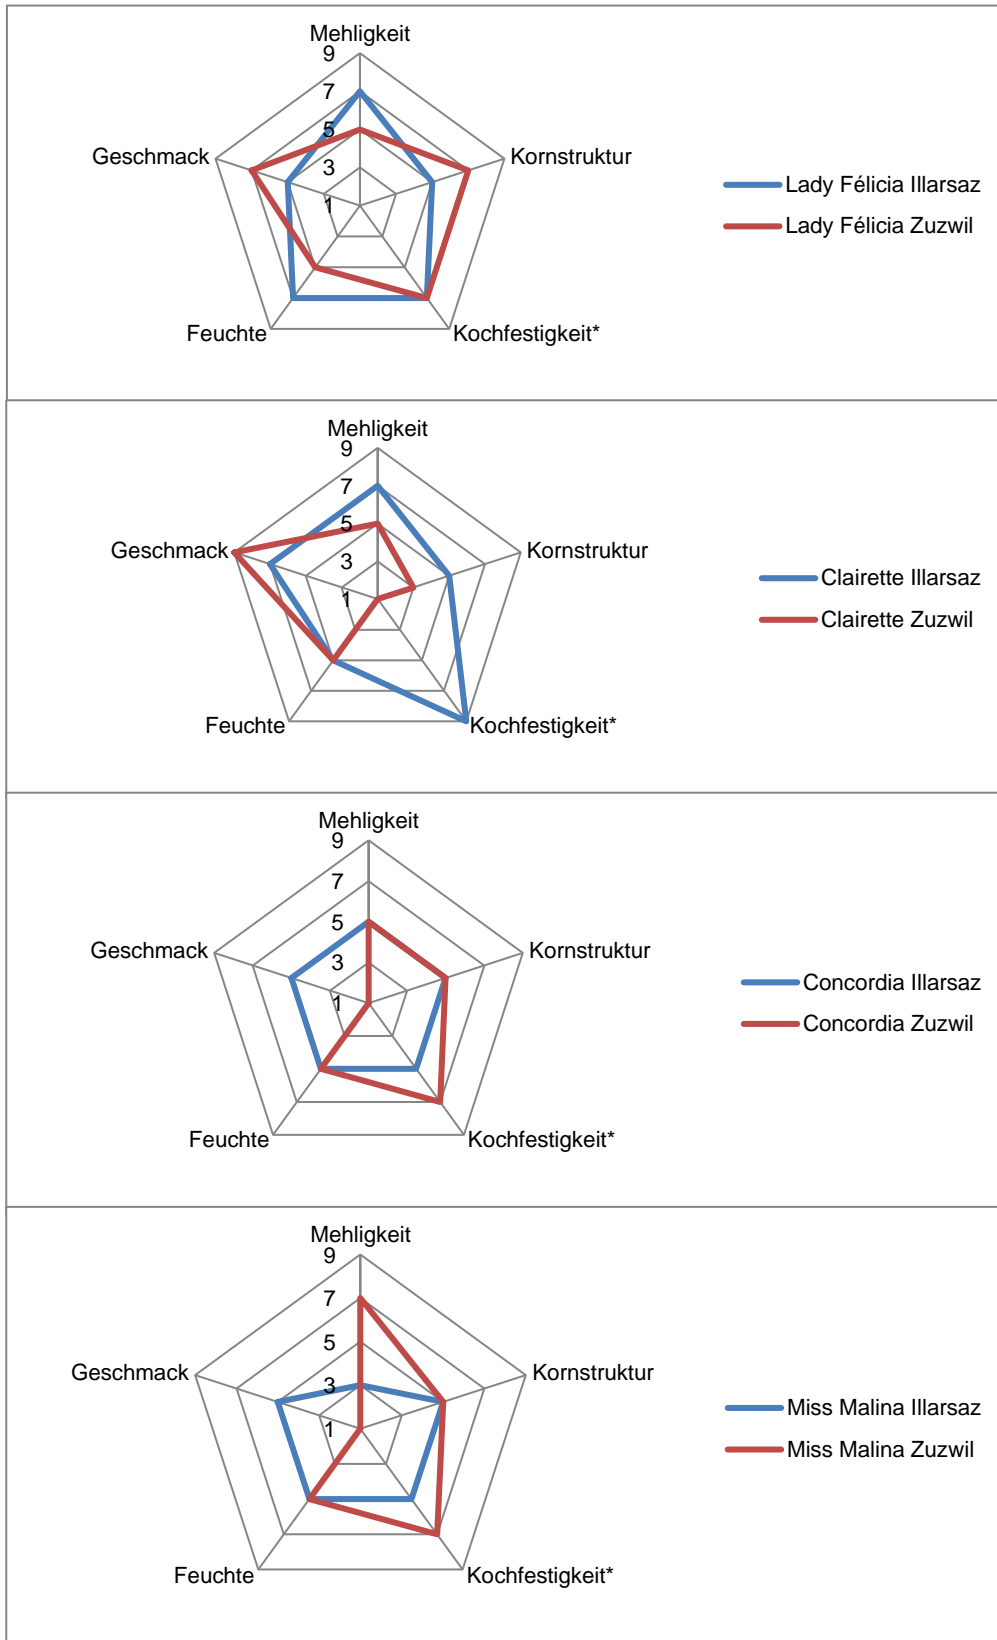 Mehligkeit
9
7
5
3
1
Geschmack
Kornstruktur
Feuchte
Kochfestigkeit*
Lady Félicia Illarsaz
Lady Félicia Zuzwil
Mehligkeit
9
7
5
3
1
Geschmack
Kornstruktur
Feuchte
Kochfestigkeit*
Clairette Illarsaz
Clairette Zuzwil
Mehligkeit
9
7
5
3
1
Geschmack
Kornstruktur
Feuchte
Kochfestigkeit*
Concordia Illarsaz
Concordia Zuzwil
Mehligkeit
9
7
5
3
1
Geschmack
Kornstruktur
Feuchte
Kochfestigkeit*
Miss Malina Illarsaz
Miss Malina Zuzwil